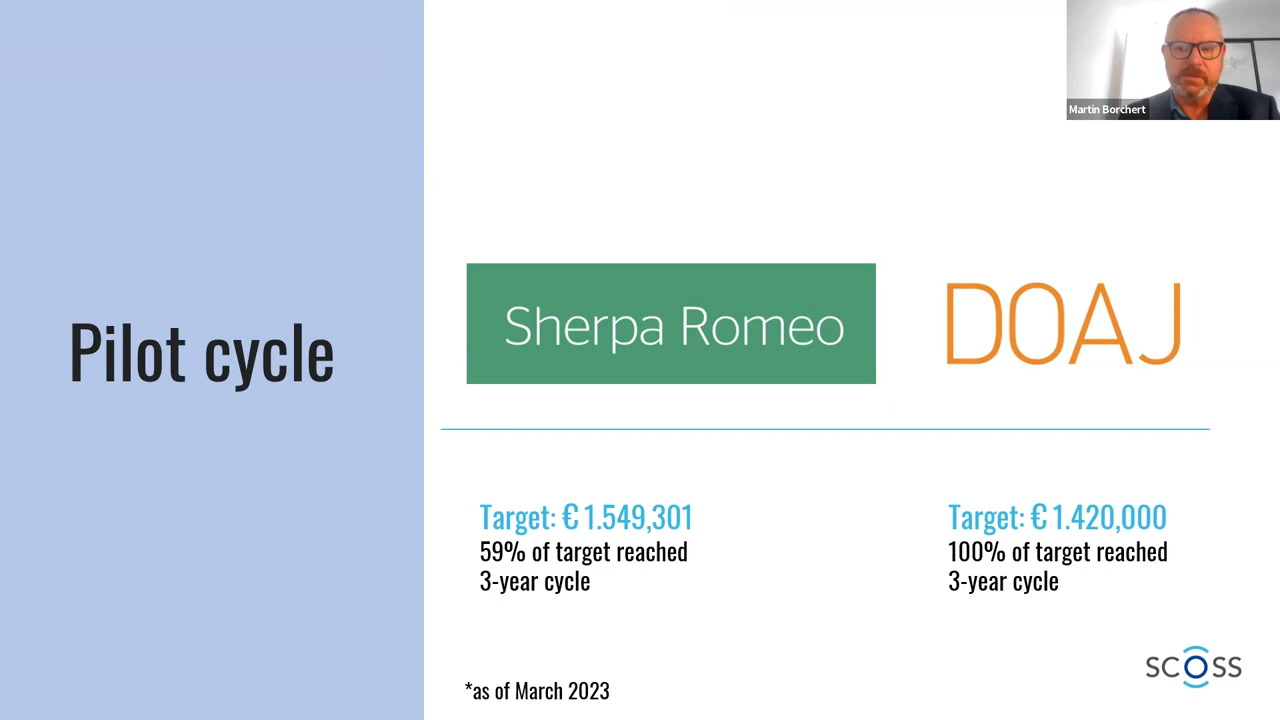 Martin Borchert
Pilot cycle
Sherpa Romeo
DOAJ
Target: € 1.549,301
59% of target reached
3-year cycle
Target: € 1.420,000
100% of target reached
3-year cycle
*as of March 2023
SCOSS